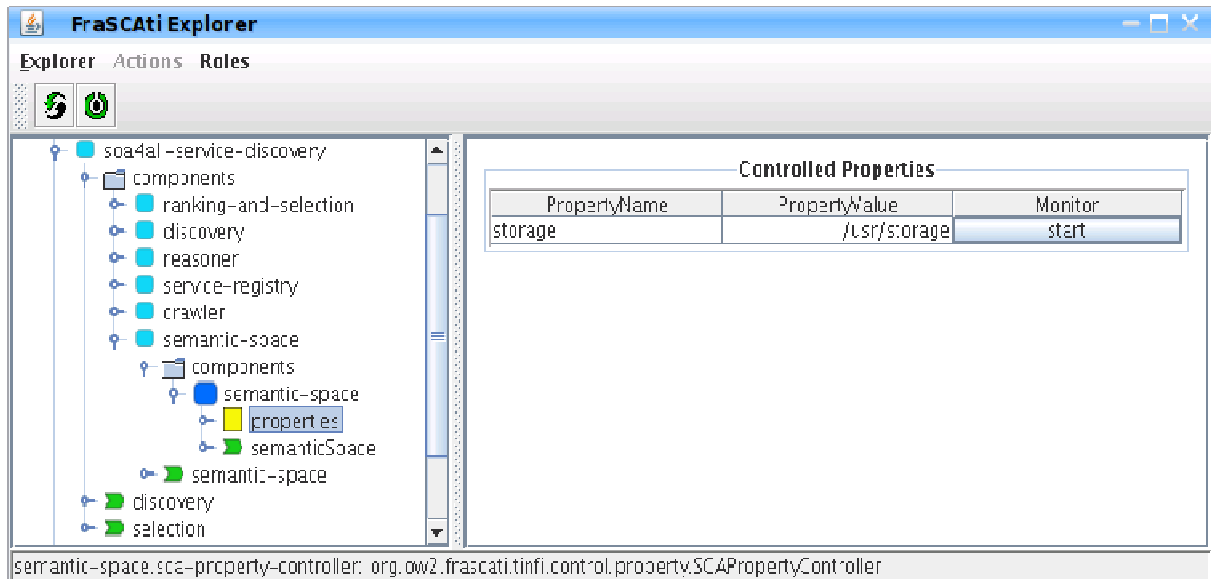 FraSCAti Explorer
Explorer Actions Roles
soa4all-service-discovery
components
ranking-and-selection
discovery
reasoner
service-registry
crawler
semantic-space
components
semantic-space
properties
semanticSpace
semantic-space
discovery
selection
Controlled Properties
PropertyName PropertyValue Monitor
storage /usr/storage start
semantic-space.sca-property-controller: org.ow2.frascati.tinfi.control.property.SCAPropertyController